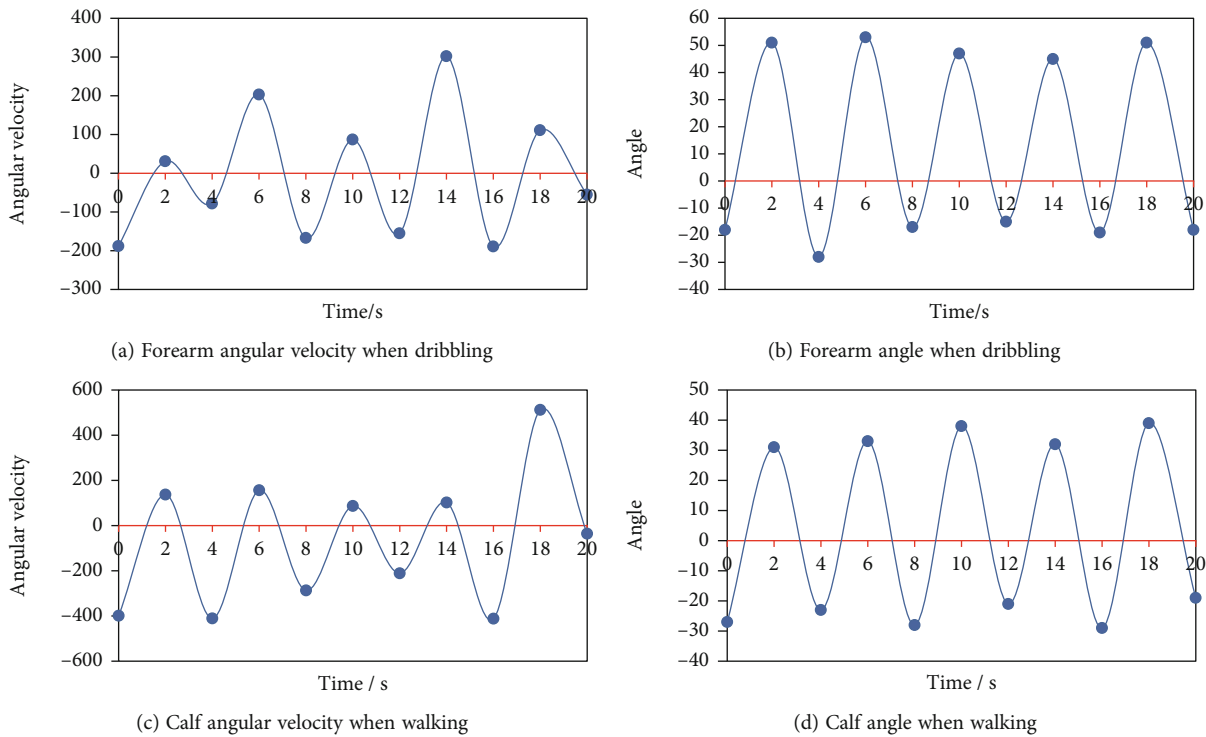 400
300
200
100
0
–100
–200
–300
Angular velocity
0 2 4 6 8 10 12 14 16 18 20
Time/s
(a) Forearm angular velocity when dribbling
60
50
40
30
20
10
0
–10
–20
–30
–40
Angle
0 2 4 6 8 10 12 14 16 18 20
Time/s
(b) Forearm angle when dribbling
600
400
200
0
–200
–400
–600
Angular velocity
0 2 4 6 8 10 12 14 16 18 20
Time / s
(c) Calf angular velocity when walking
50
40
30
20
10
0
–10
–20
–30
–40
Angle
0 2 4 6 8 10 12 14 16 18 20
Time / s
(d) Calf angle when walking